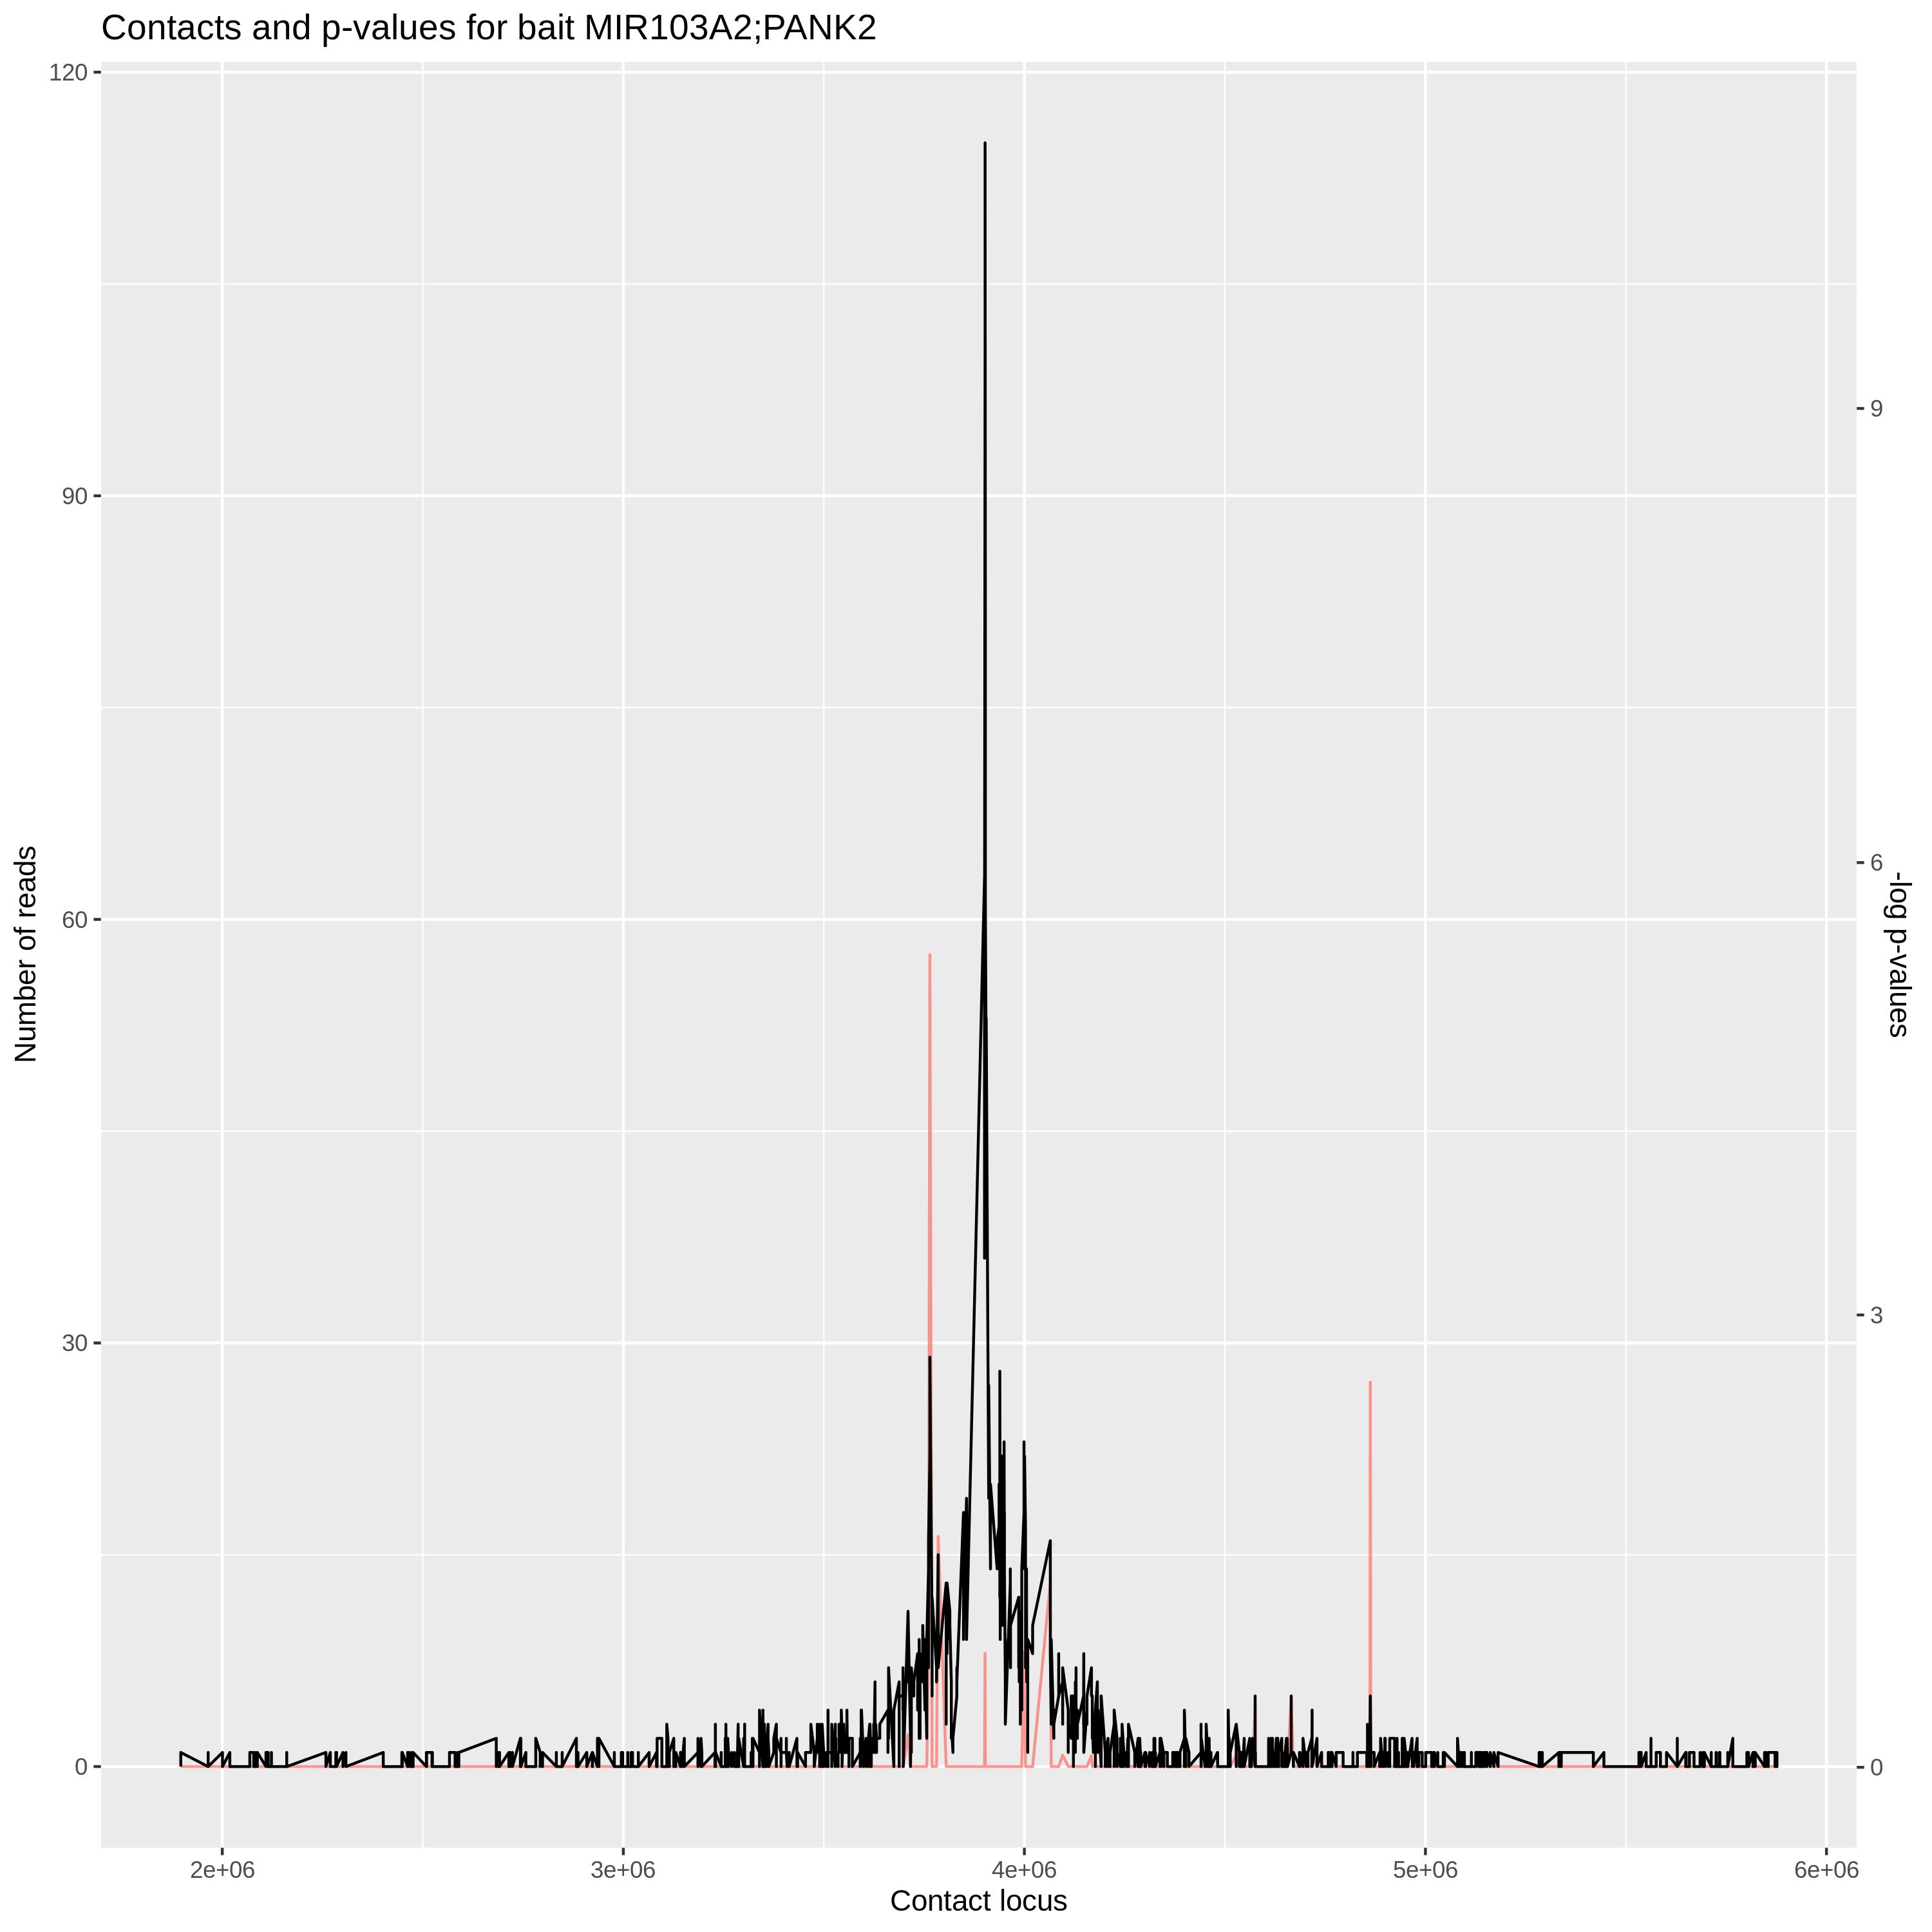 Contacts and p-values for bait MIR103A2;PANK2
120
90
60
30
0
Number of reads
9
6
3
0
-log p-values
2e+06
3e+06
4e+06
5e+06
6e+06
Contact locus